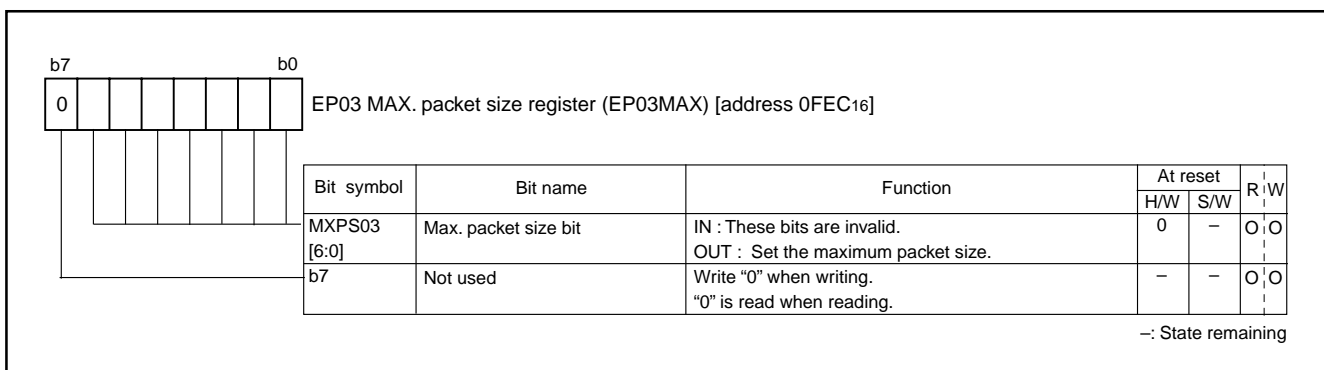 b7 b0
0 EP03 MAX. packet size register (EP03MAX) [address 0FEC16]
Bit symbol Bit name Function At reset R W
H/W S/W
MXPS03 Max. packet size bit IN : These bits are invalid. 0 – O O
[6:0] OUT : Set the maximum packet size.
b7 Not used Write “0” when writing. – – O O
“0” is read when reading.
–: State remaining